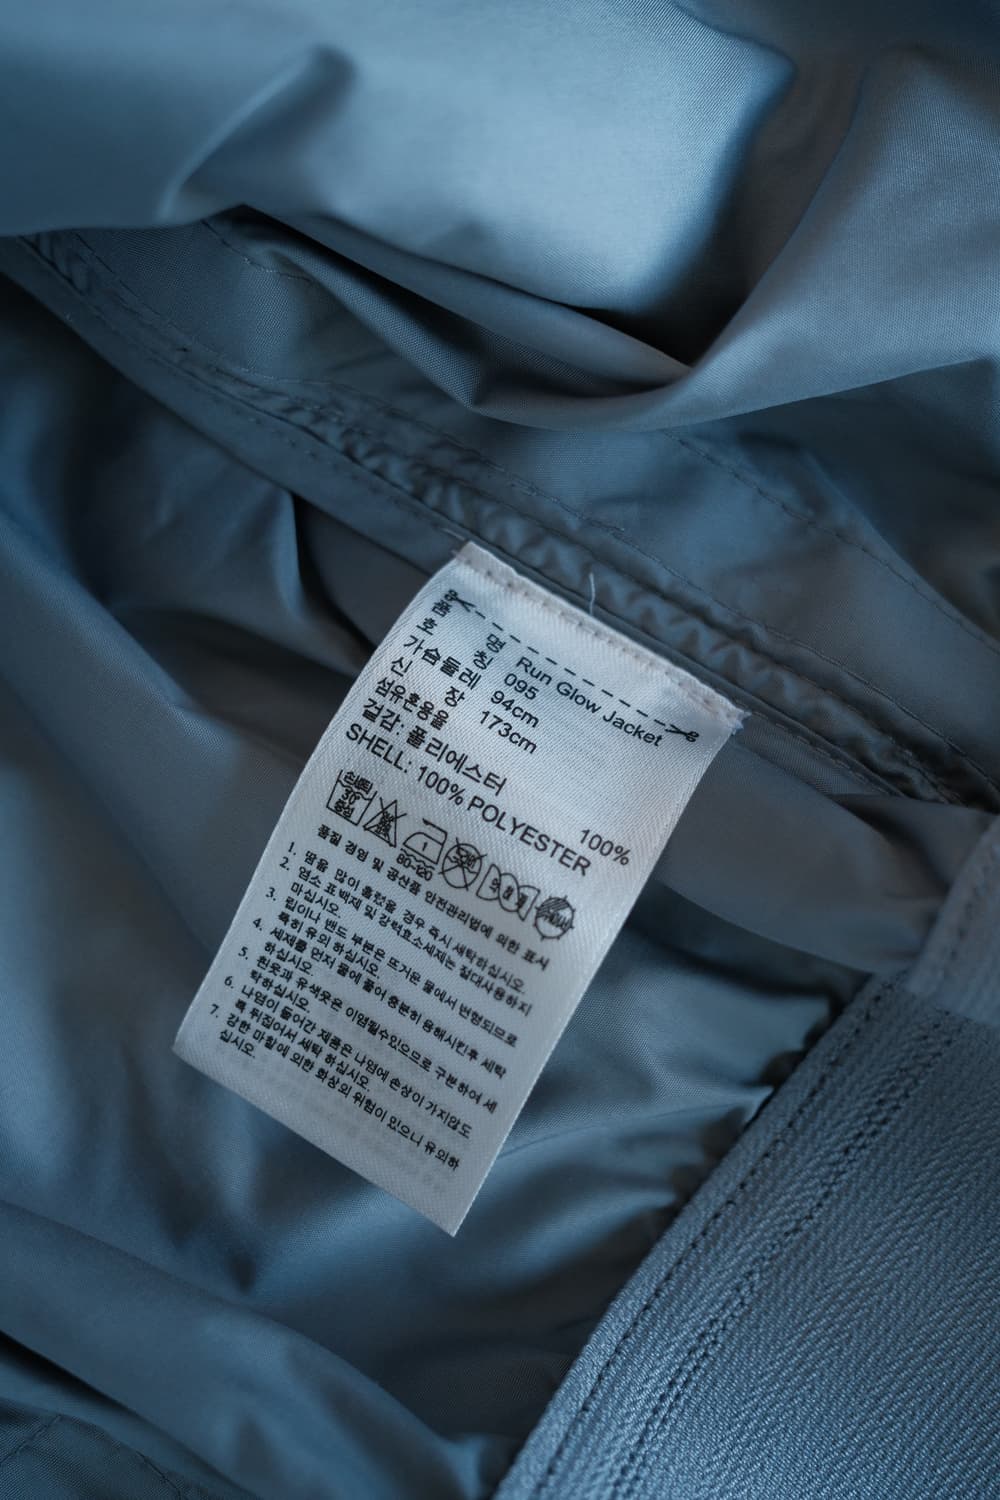 품 명 Run Glow Jacket
호 칭 095
가슴둘레 94cm
신 장 173cm
섬유혼용율
겉감: 폴리에스터 100%
SHELL: 100% POLYESTER
80-120
품질 경영 및 공산품 안전관리법에 의한 표시
1. 땀을 많이 흘렸을 경우 즉시 세탁하십시오.
2. 염소 표백제 및 강력효소세제는 절대사용하지
마십시오.
3. 립이나 밴드 부분은 뜨거운 물에서 변형되므로
특히 유의 하십시오.
4. 세제를 먼저 물에 풀어 충분히 용해시킨후 세탁
하십시오.
5. 흰옷과 유색옷은 이염될수있으므로 구분하여 세
탁하십시오.
6. 나염이 들어간 제품은 나염에 손상이 가지않도
록 뒤집어서 세탁 하십시오.
7. 강한 마찰에 의한 화상의 위험이 있으니 유의하
십시오.